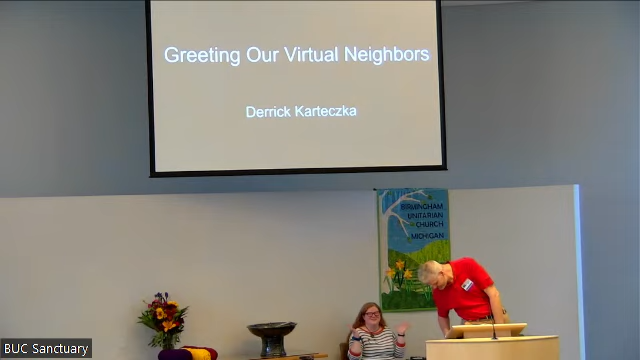 Greeting Our Virtual Neighbors
Derrick Karteczka
BIRMINGHAM
UNITARIAN
CHURCH
MICHIGAN
BUC Sanctuary